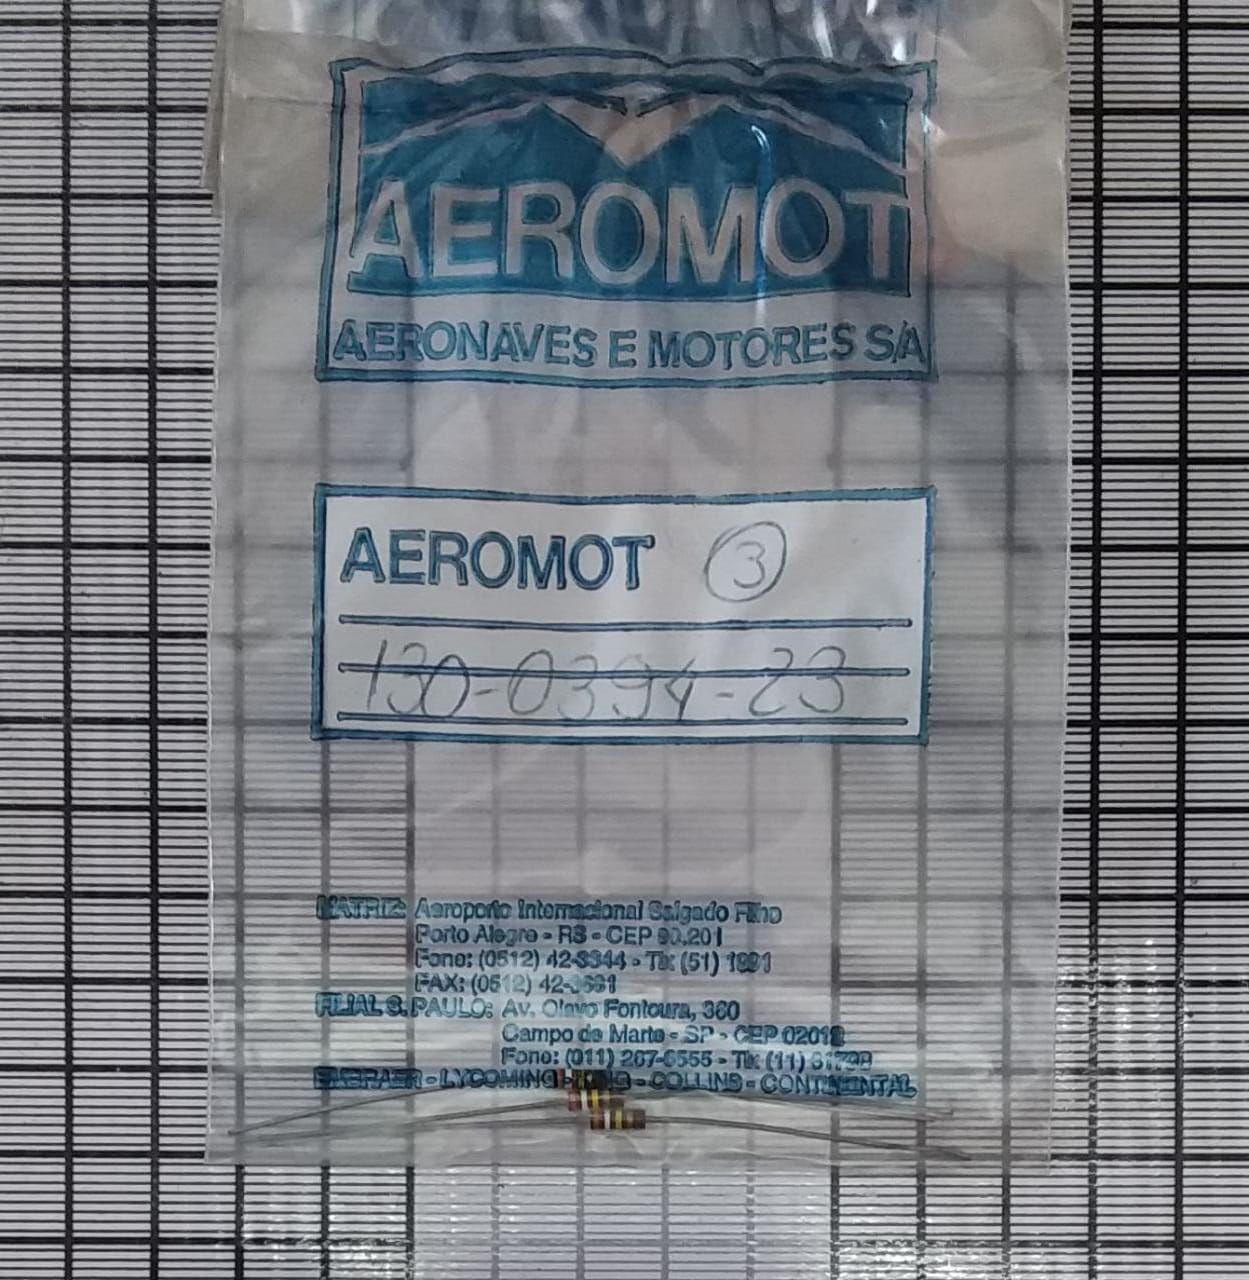 AEROMOT
AERONAVES E MOTORES S/A
AEROMOT 3
130-0394-23
MATRIZ: Aeroporto Internacional Salgado Filho
Porto Alegre - RS - CEP 90.201
Fone: (0512) 42-3344 - Tlx (51) 1991
FAX: (0512) 42-3691
FILIAL S. PAULO: Av. Olavo Fontoura, 360
Campo de Marte - SP - CEP 02012
Fone: (011) 267-6555 - Tlx (11)
EMBRAER - LYCOMING - KING - COLLINS - CONTINENTAL